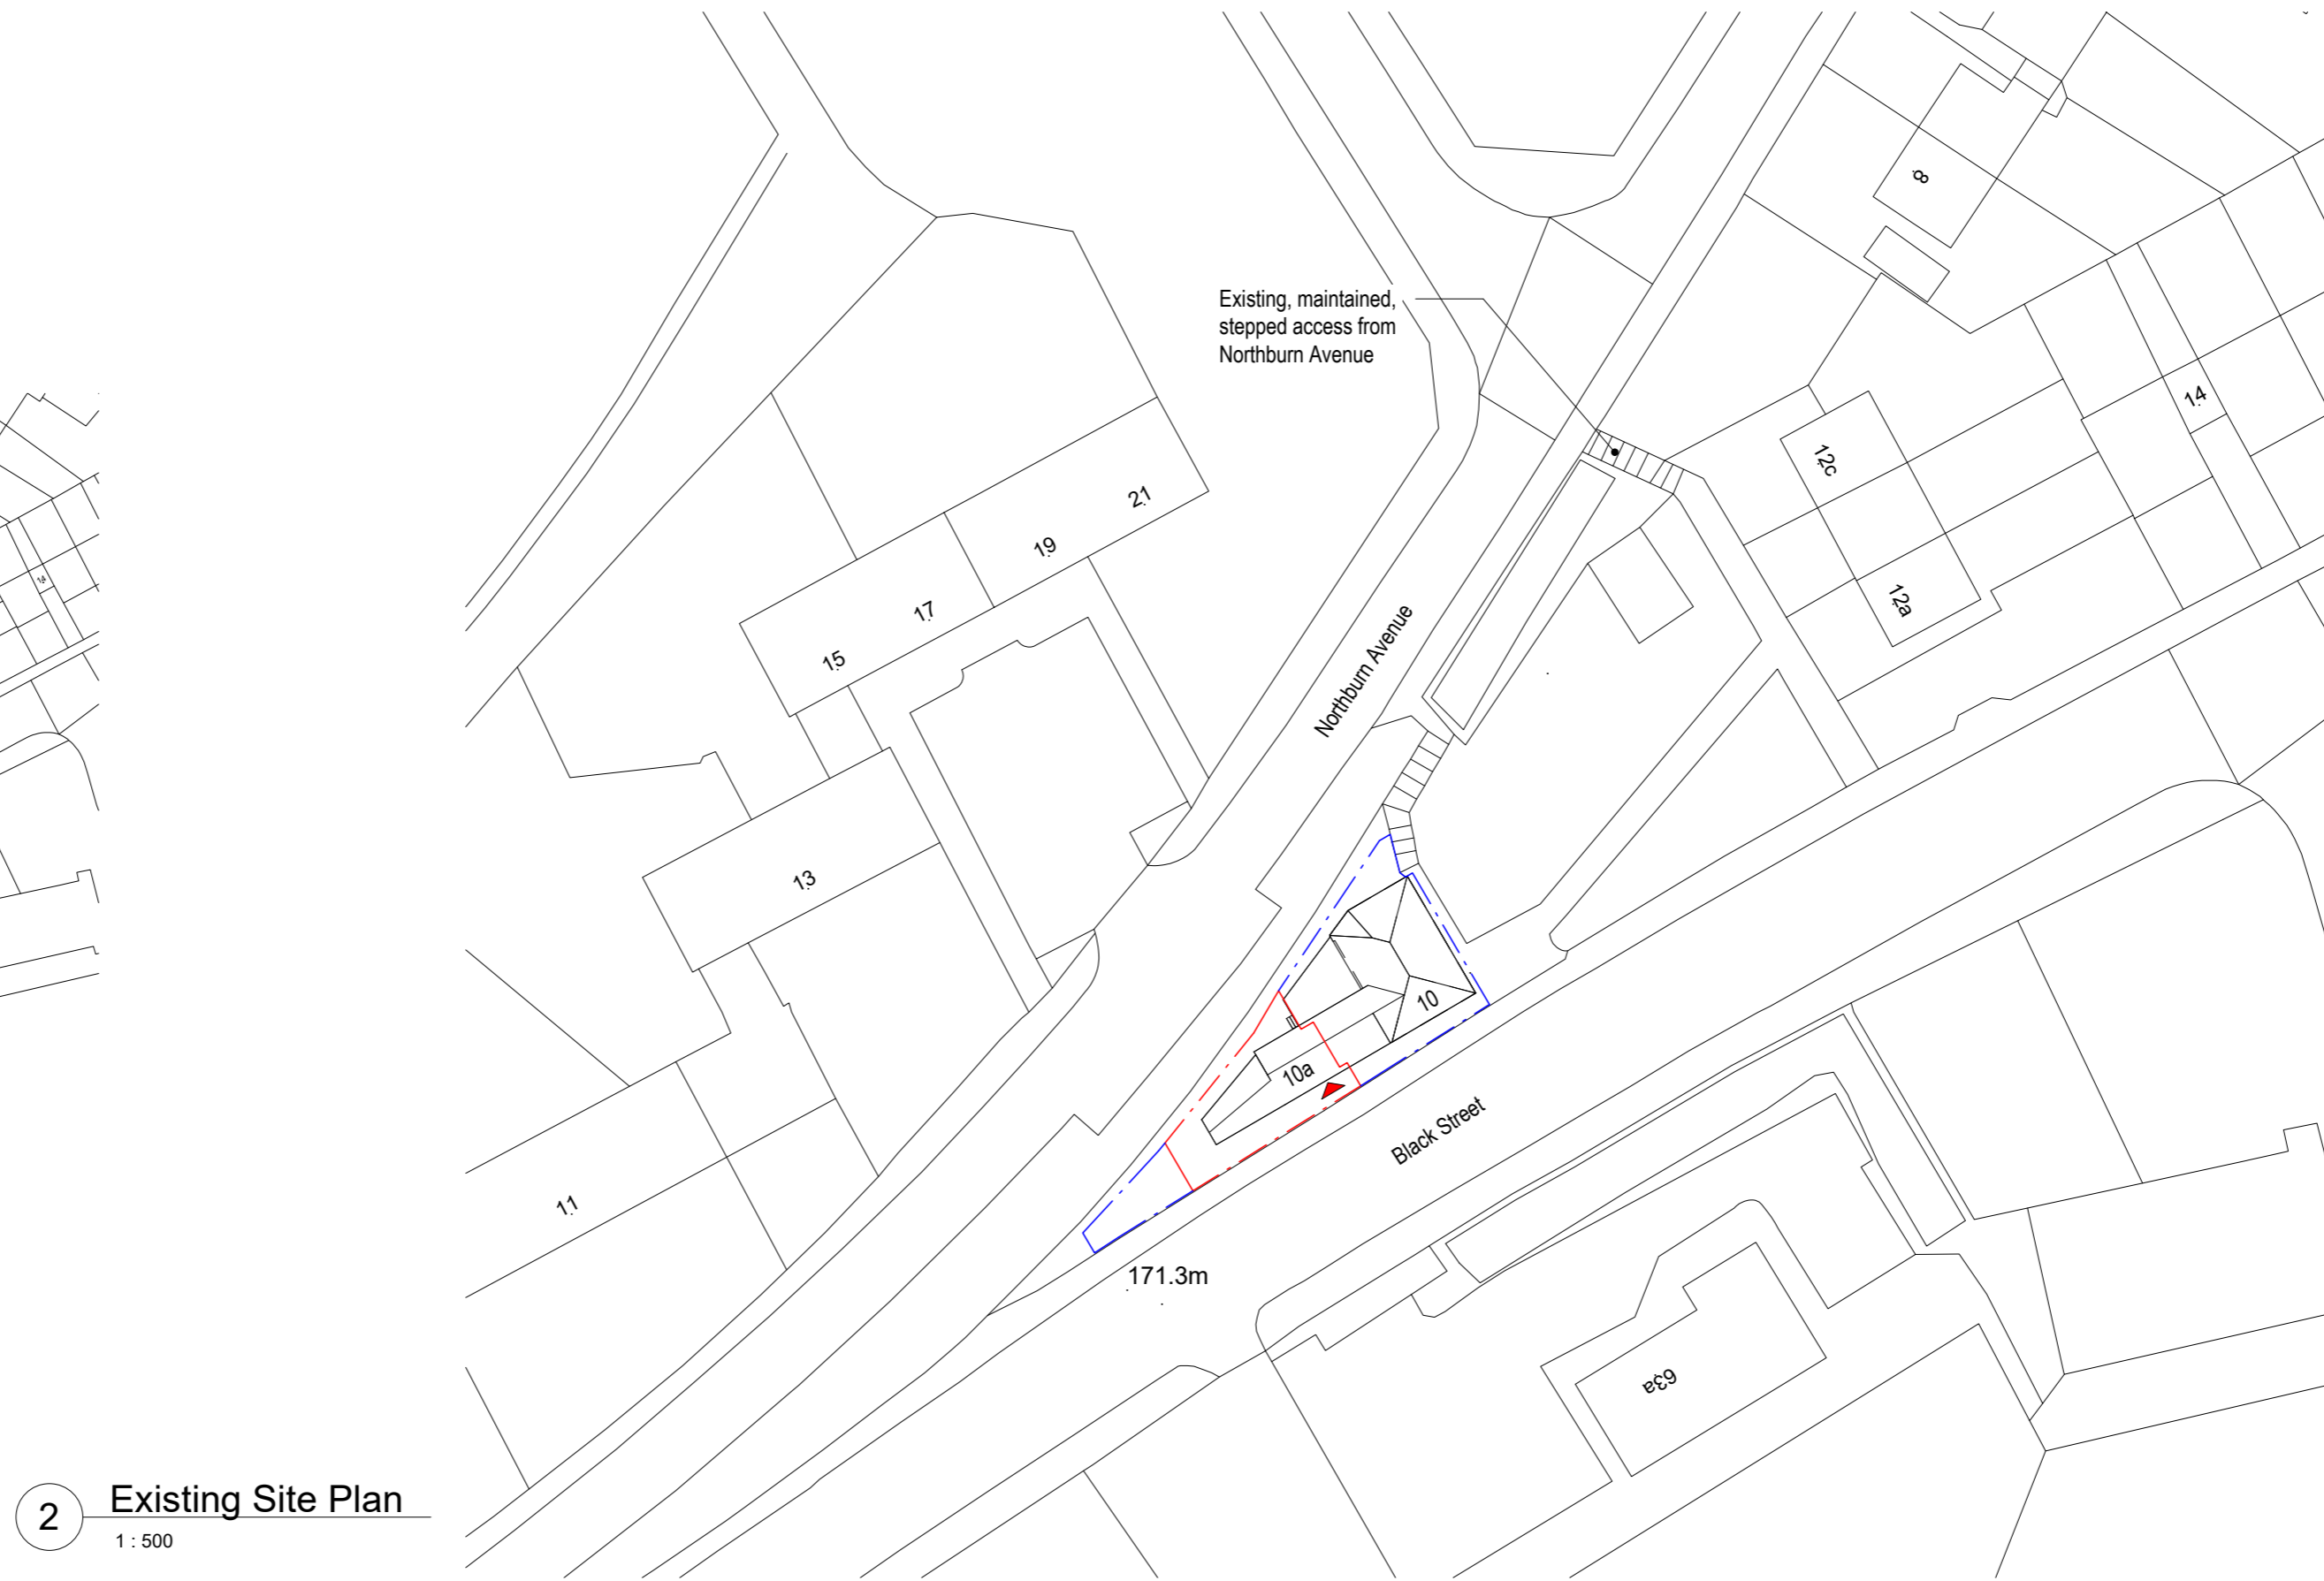 8
Existing, maintained,
stepped access from
Northburn Avenue
14
12c
21
19
12a
14
17
15
Northburn Avenue
13
10
10a
Black Street
11
171.3m
63a
2 Existing Site Plan
1 : 500